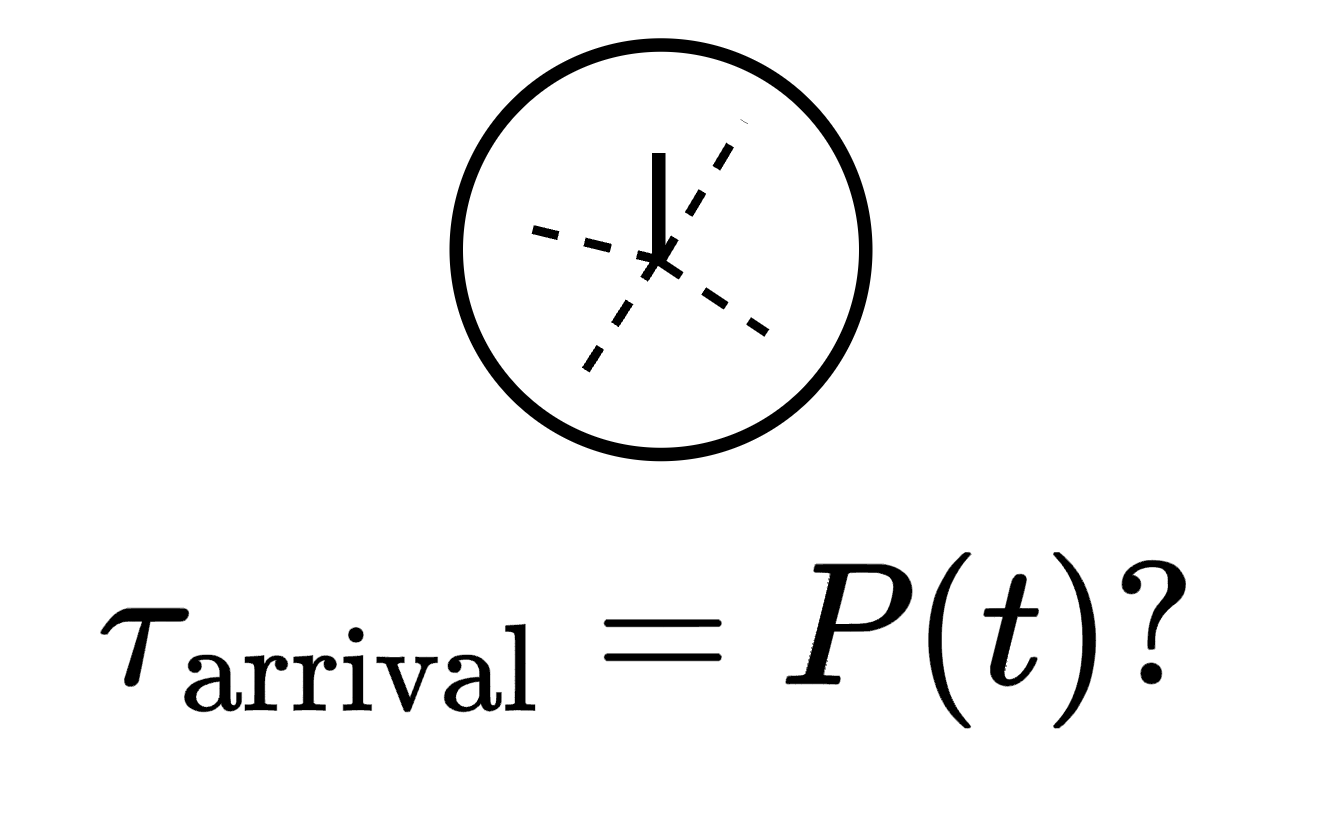 τ_arrival = P(t)?